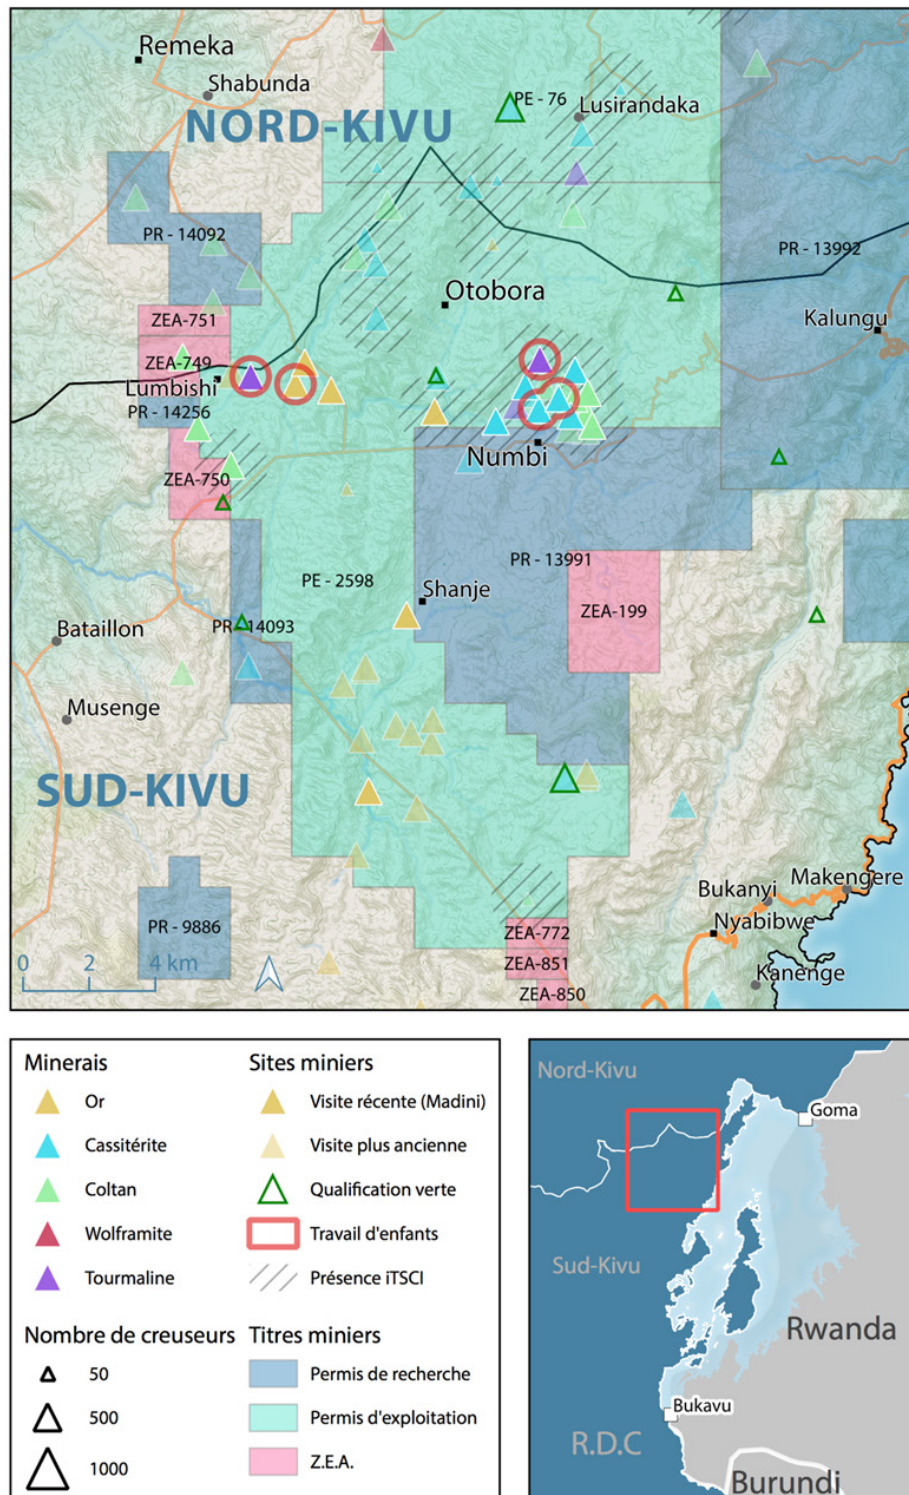 Remeka
Shabunda
NORD-KIVU
PE - 76
Lusirandaka
PR - 14092
PR - 13992
Otobora
ZEA-751
Kalungu
ZEA-749
Lumbishi
PR - 14256
Numbi
ZEA-750
PR - 13991
PE - 2598
Shanje
ZEA-199
Bataillon
PR - 14093
Musenge
SUD-KIVU
Bukanyi
Makengere
PR - 9886
ZEA-772
Nyabibwe
0 2 4 km
ZEA-851
Kanenge
ZEA-850
Minerais
Or
Cassitérite
Coltan
Wolframite
Tourmaline
Nombre de creuseurs
50
500
1000
Sites miniers
Visite récente (Madini)
Visite plus ancienne
Qualification verte
Travail d'enfants
Présence iTSCI
Titres miniers
Permis de recherche
Permis d'exploitation
Z.E.A.
Nord-Kivu
Goma
Sud-Kivu
Rwanda
Bukavu
R.D.C
Burundi